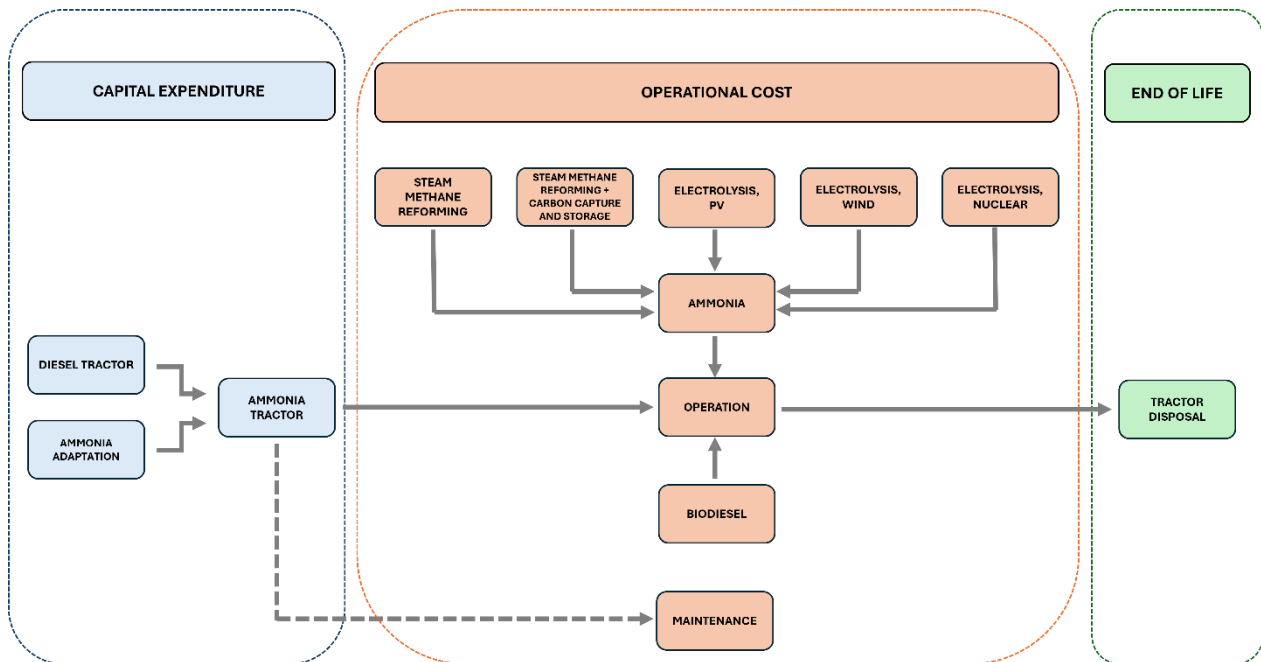 CAPITAL EXPENDITURE
OPERATIONAL COST
END OF LIFE
STEAM
METHANE
REFORMING
STEAM METHANE
REFORMING +
CARBON CAPTURE
AND STORAGE
ELECTROLYSIS,
PV
ELECTROLYSIS,
WIND
ELECTROLYSIS,
NUCLEAR
AMMONIA
DIESEL TRACTOR
AMMONIA
TRACTOR
AMMONIA
ADAPTATION
OPERATION
TRACTOR
DISPOSAL
BIODIESEL
MAINTENANCE